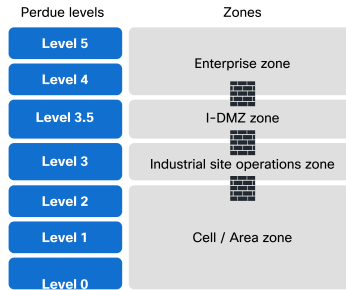 Perdue levels
Zones
Level 5
Level 4
Enterprise zone
Level 3.5
I-DMZ zone
Level 3
Industrial site operations zone
Level 2
Level 1
Cell / Area zone
Level 0